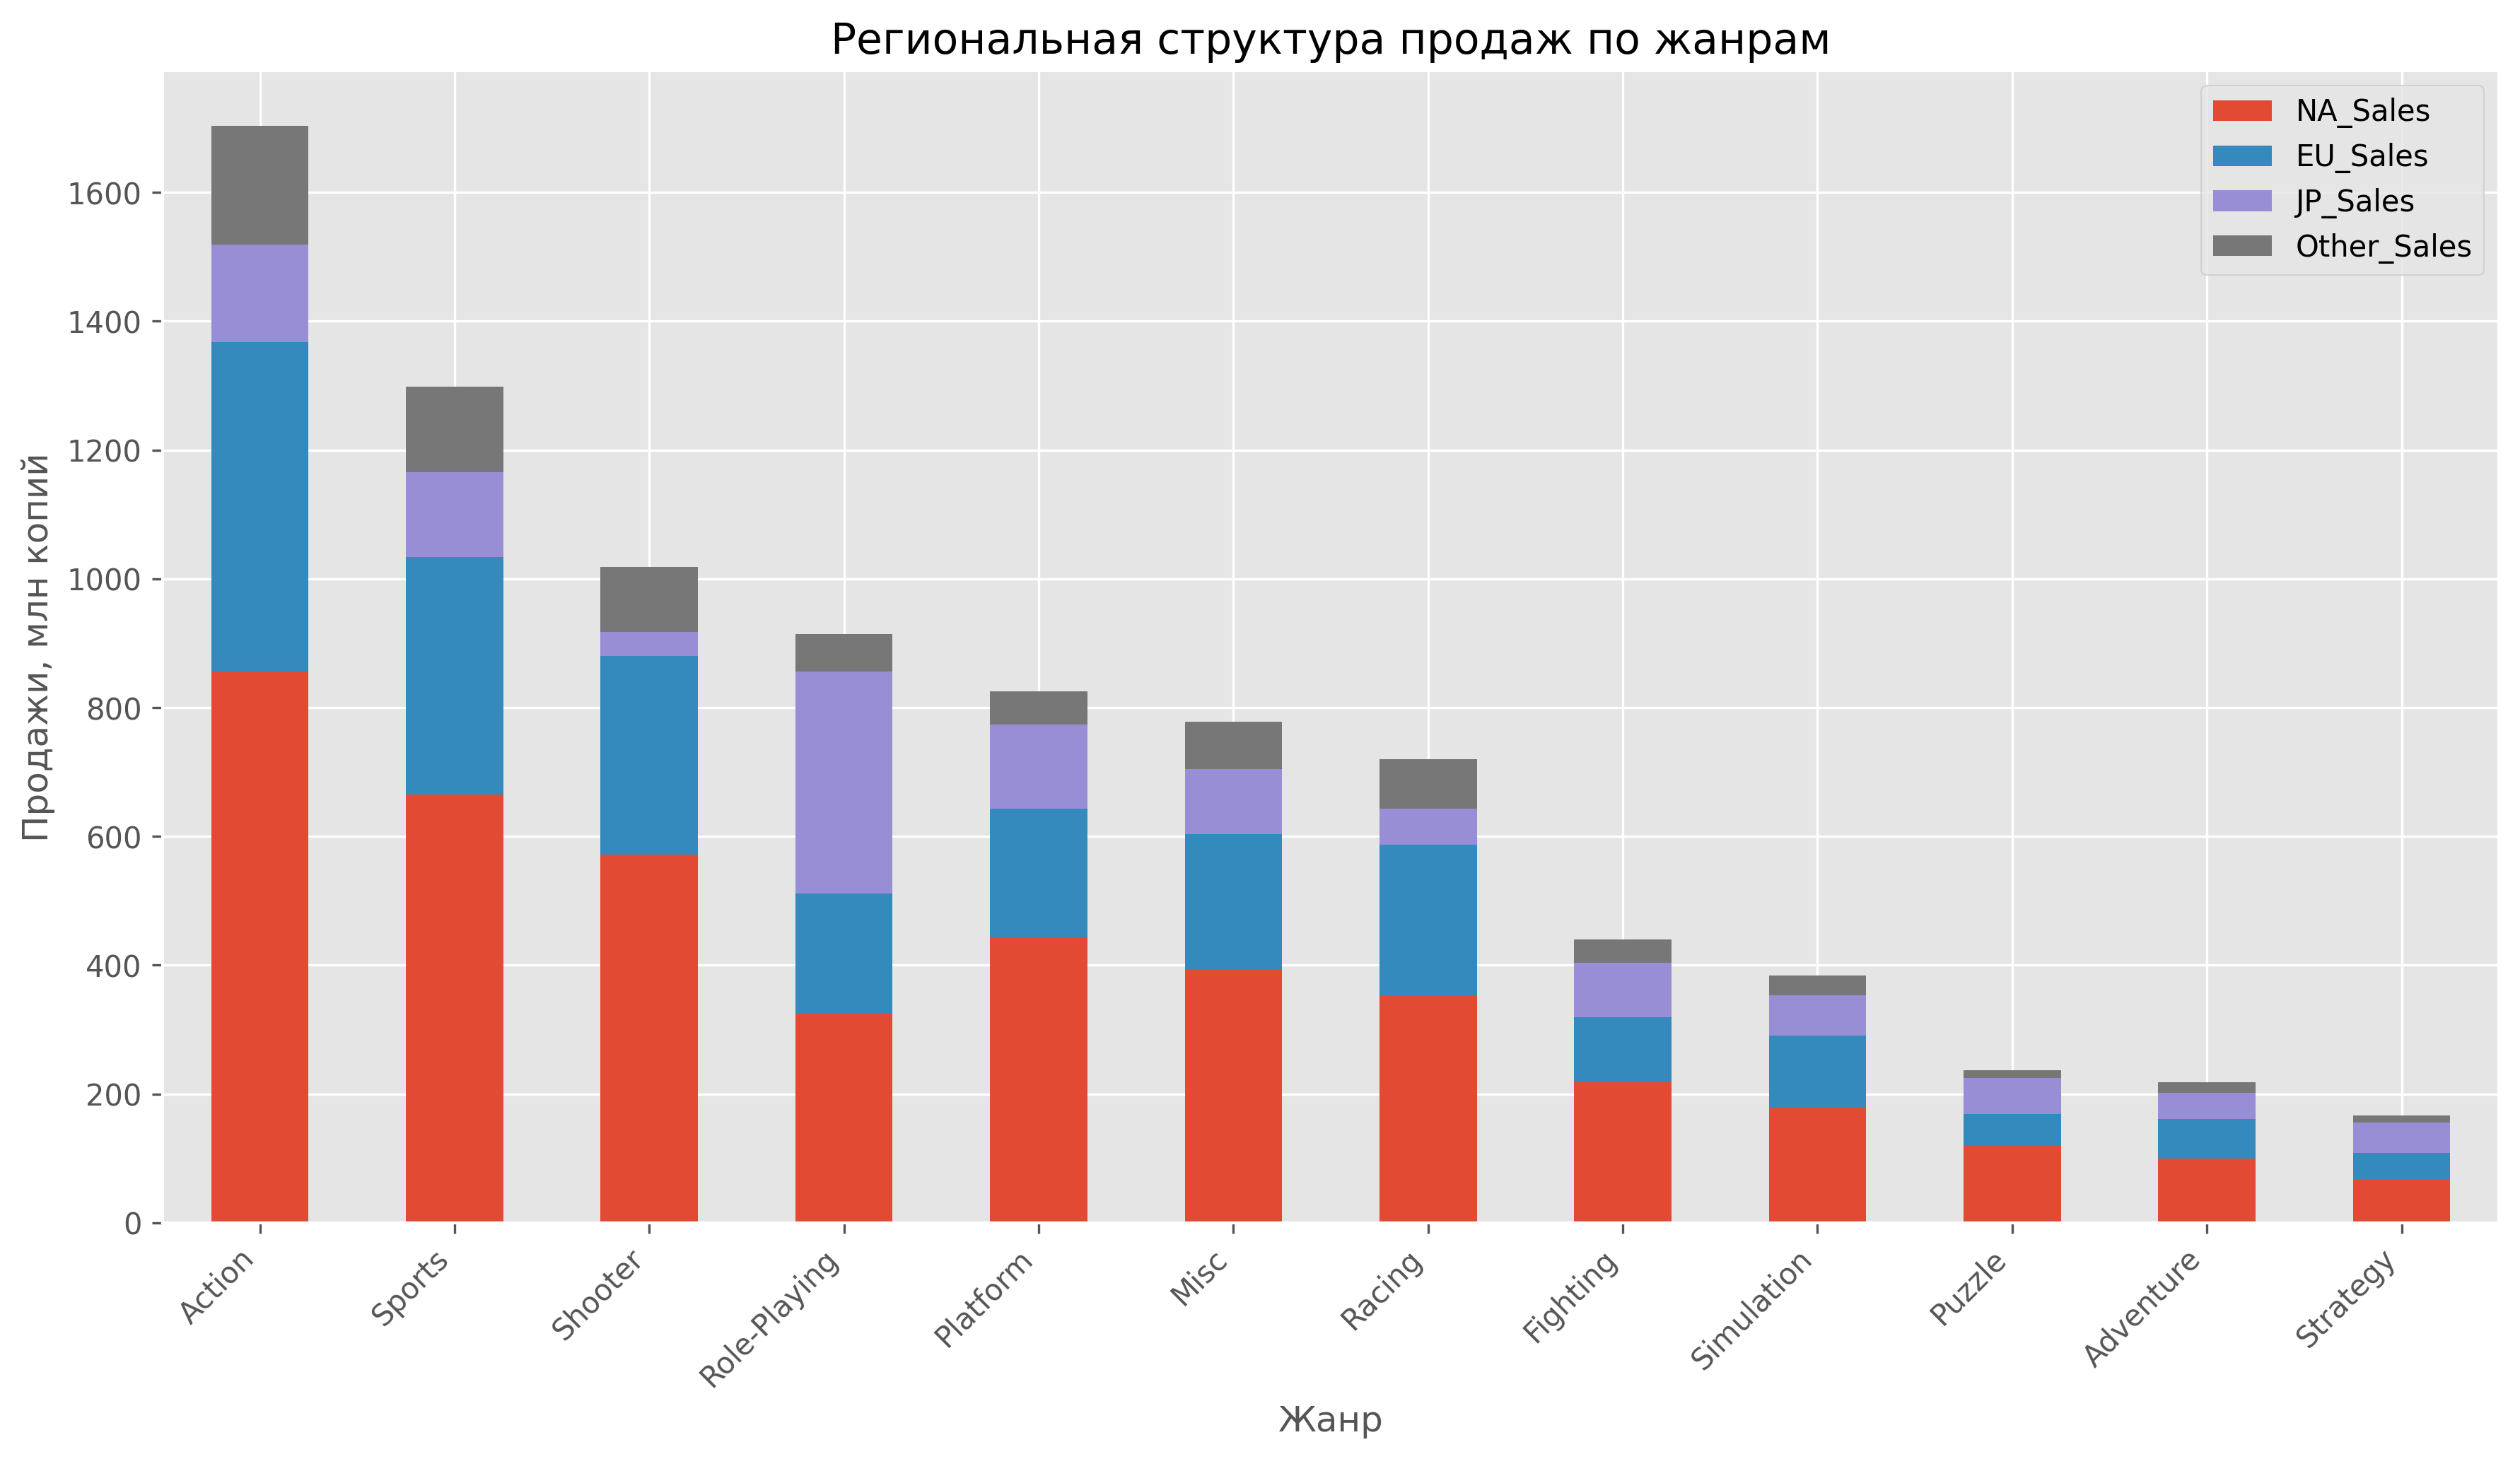 Региональная структура продаж по жанрам
NA_Sales
EU_Sales
JP_Sales
Other_Sales
Продажи, млн копий
1600
1400
1200
1000
800
600
400
200
0
Action
Sports
Shooter
Role-Playing
Platform
Misc
Racing
Fighting
Simulation
Puzzle
Adventure
Strategy
Жанр